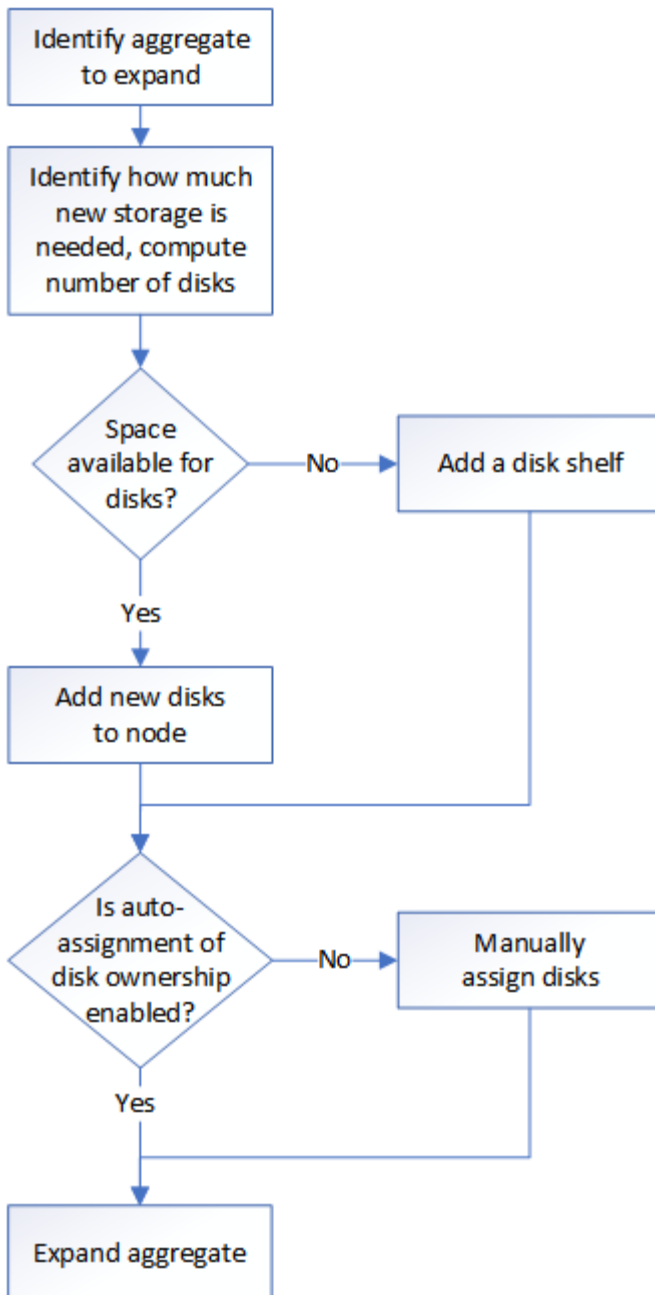 Identify aggregate
to expand
Identify how much
new storage is
needed, compute
number of disks
Space
available for
disks?
No
Add a disk shelf
Yes
Add new disks
to node
Is auto-
assignment of
disk ownership
enabled?
No
Manually
assign disks
Yes
Expand aggregate